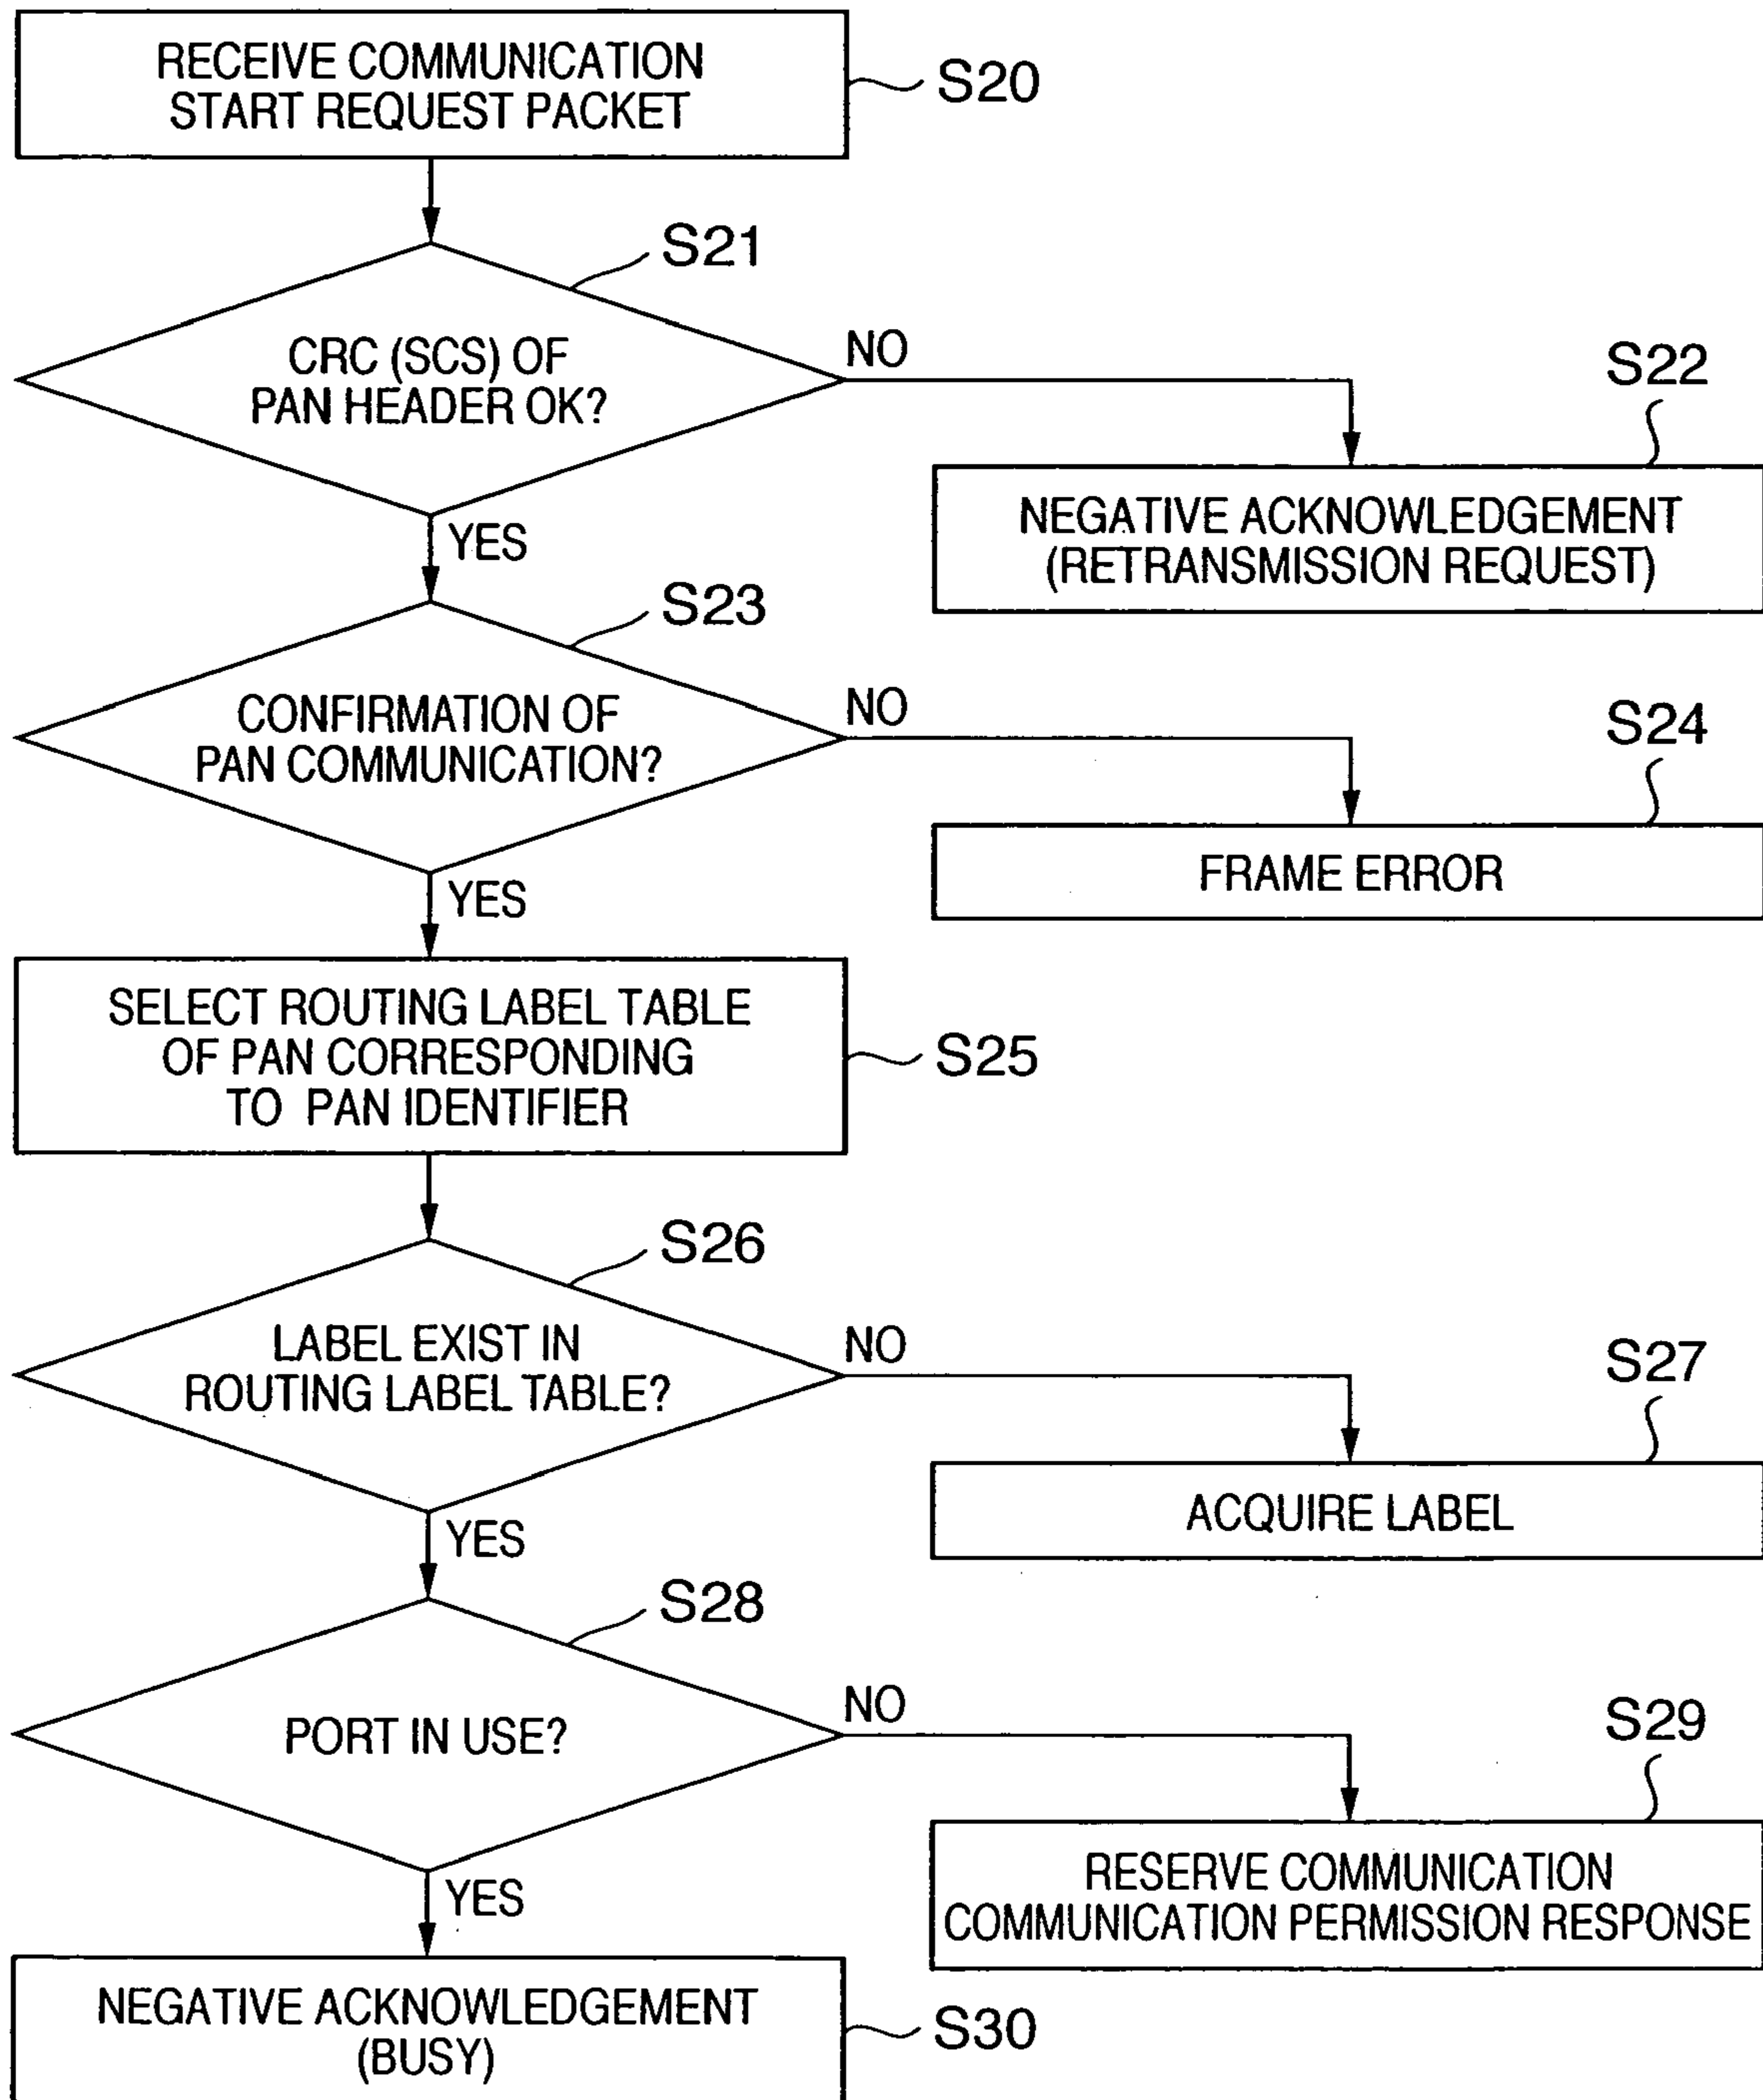 RECEIVE COMMUNICATION
START REQUEST PACKET
S20
S21
CRC (SCS) OF
PAN HEADER OK?
NO
S22
YES
NEGATIVE ACKNOWLEDGEMENT
(RETRANSMISSION REQUEST)
S23
CONFIRMATION OF
PAN COMMUNICATION?
NO
S24
YES
FRAME ERROR
SELECT ROUTING LABEL TABLE
OF PAN CORRESPONDING
TO PAN IDENTIFIER
S25
S26
LABEL EXIST IN
ROUTING LABEL TABLE?
NO
S27
YES
ACQUIRE LABEL
S28
PORT IN USE?
NO
S29
YES
RESERVE COMMUNICATION
COMMUNICATION PERMISSION RESPONSE
NEGATIVE ACKNOWLEDGEMENT
(BUSY)
S30